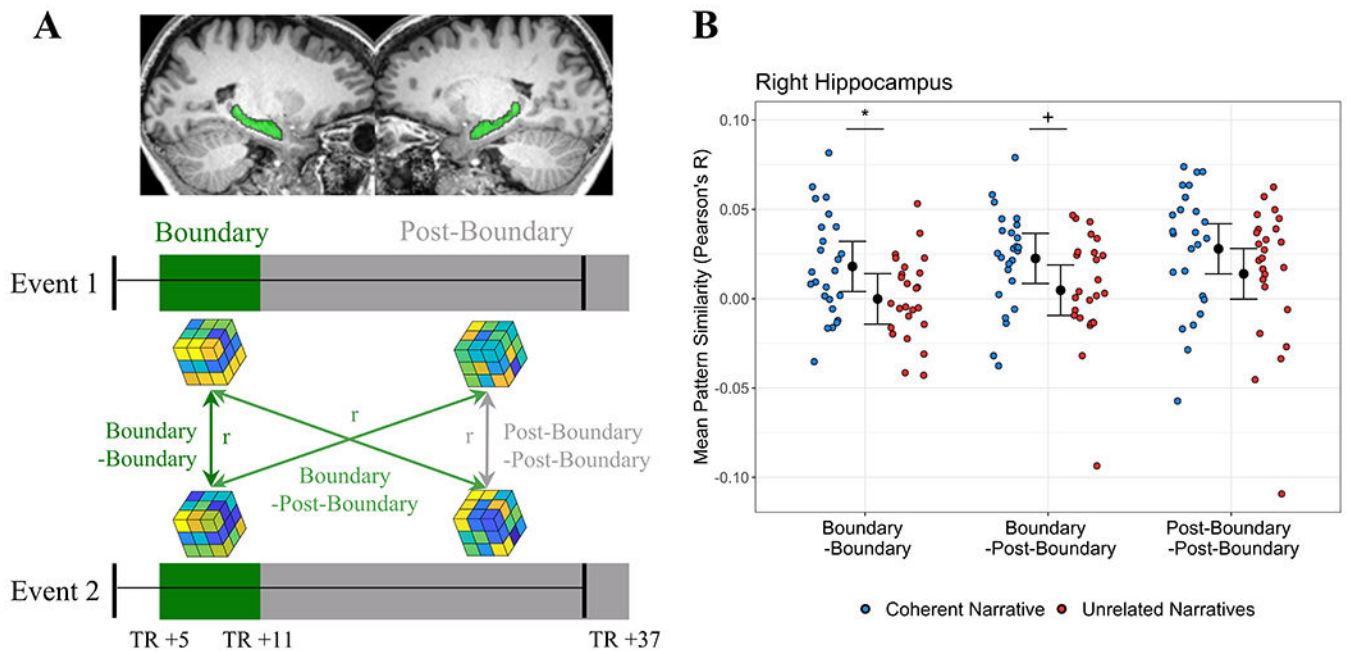 A
Boundary
Post-Boundary
Event 1
r
Boundary
-Boundary
r
r
Post-Boundary
-Post-Boundary
Boundary
-Post-Boundary
Event 2
TR +5
TR +11
TR +37
B
Right Hippocampus
*
+
Mean Pattern Similarity (Pearson's R)
0.10
0.05
0.00
-0.05
-0.10
Boundary
-Boundary
Boundary
-Post-Boundary
Post-Boundary
-Post-Boundary
Coherent Narrative
Unrelated Narratives